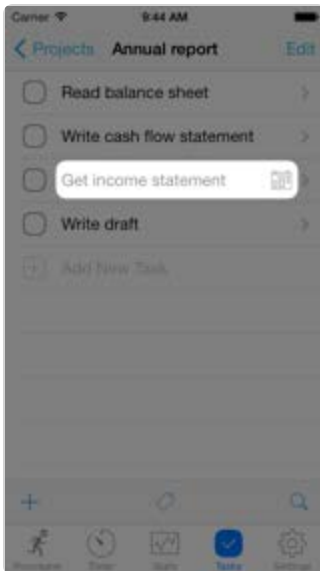 Carrier 9:44 AM
Projects Annual report Edit
Read balance sheet
Write cash flow statement
Get income statement
Write draft
Add New Task
Timer Stats Tasks Settings